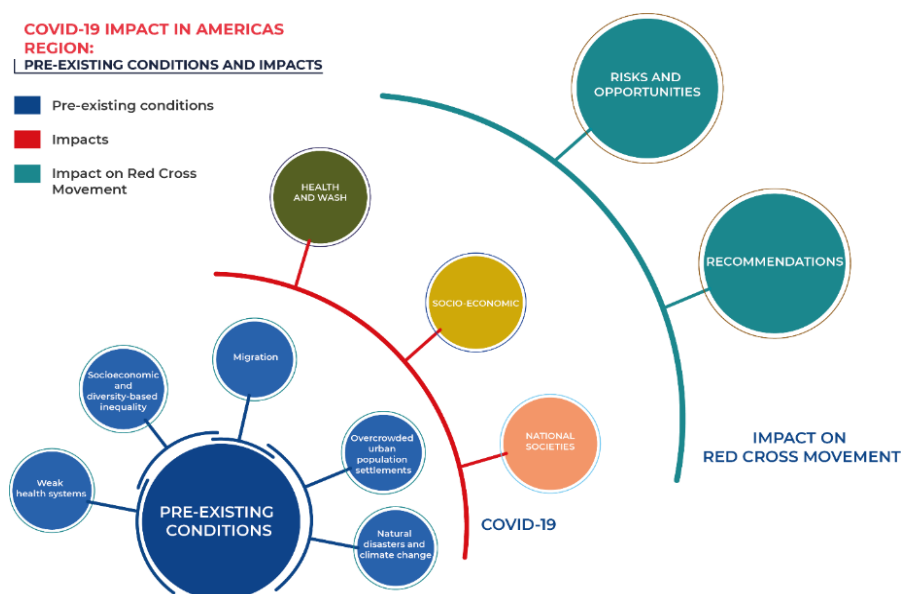 COVID-19 IMPACT IN AMERICAS
REGION:
PRE-EXISTING CONDITIONS AND IMPACTS
Pre-existing conditions
Impacts
Impact on Red Cross
Movement
RISKS AND
OPPORTUNITIES
HEALTH
AND WASH
RECOMMENDATIONS
SOCIO-ECONOMIC
Migration
Socioeconomic
and
diversity-based
inequality
Overcrowded
urban
population
settlements
NATIONAL
SOCIETIES
IMPACT ON
RED CROSS MOVEMENT
Weak
health systems
PRE-EXISTING
CONDITIONS
COVID-19
Natural
disasters and
climate change